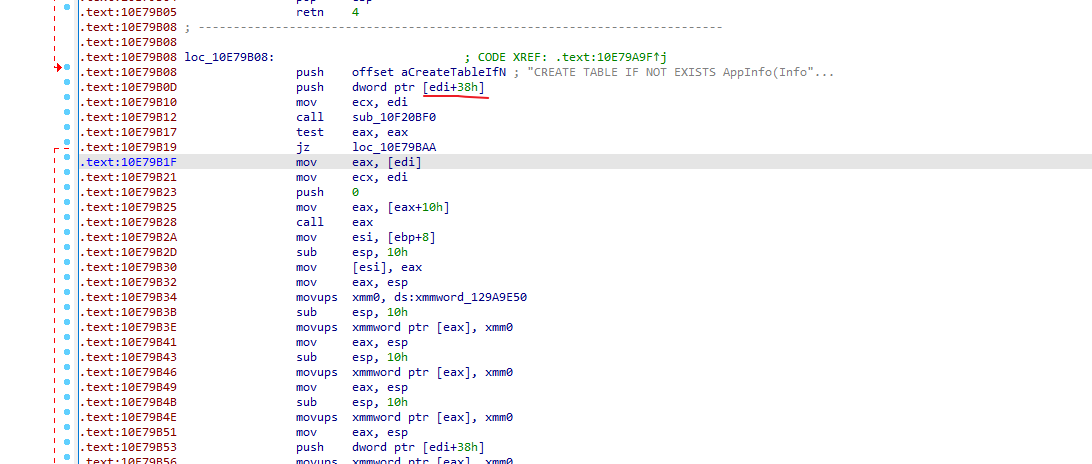 .text:10E79B05 retn 4
.text:10E79B08 ; ---------------------------------------------------------------------------
.text:10E79B08
.text:10E79B08 loc_10E79B08: ; CODE XREF: .text:10E79A9F↑j
.text:10E79B08 push offset aCreateTableIfN ; "CREATE TABLE IF NOT EXISTS AppInfo(Info"...
.text:10E79B0D push dword ptr [edi+38h]
.text:10E79B10 mov ecx, edi
.text:10E79B12 call sub_10F20BF0
.text:10E79B17 test eax, eax
.text:10E79B19 jz loc_10E79BAA
.text:10E79B1F mov eax, [edi]
.text:10E79B21 mov ecx, edi
.text:10E79B23 push 0
.text:10E79B25 mov eax, [eax+10h]
.text:10E79B28 call eax
.text:10E79B2A mov esi, [ebp+8]
.text:10E79B2D sub esp, 10h
.text:10E79B30 mov [esi], eax
.text:10E79B32 mov eax, esp
.text:10E79B34 movups xmm0, ds:xmmword_129A9E50
.text:10E79B3B sub esp, 10h
.text:10E79B3E movups xmmword ptr [eax], xmm0
.text:10E79B41 mov eax, esp
.text:10E79B43 sub esp, 10h
.text:10E79B46 movups xmmword ptr [eax], xmm0
.text:10E79B49 mov eax, esp
.text:10E79B4B sub esp, 10h
.text:10E79B4E movups xmmword ptr [eax], xmm0
.text:10E79B51 mov eax, esp
.text:10E79B53 push dword ptr [edi+38h]
.text:10E79B56 movups xmmword ptr [eax], xmm0